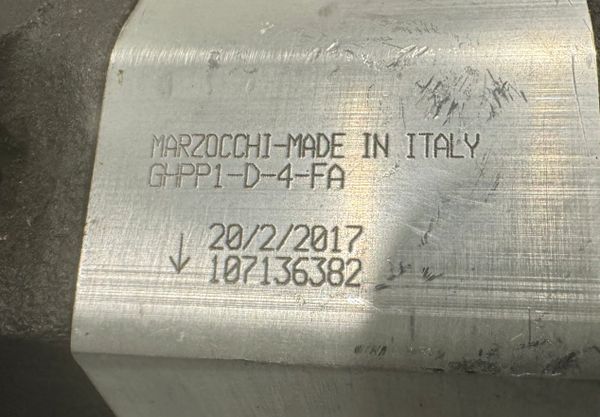 MARZOCCHI-MADE IN ITALY
GHPP1-D-4-FA
20/2/2017
↓ 107136382